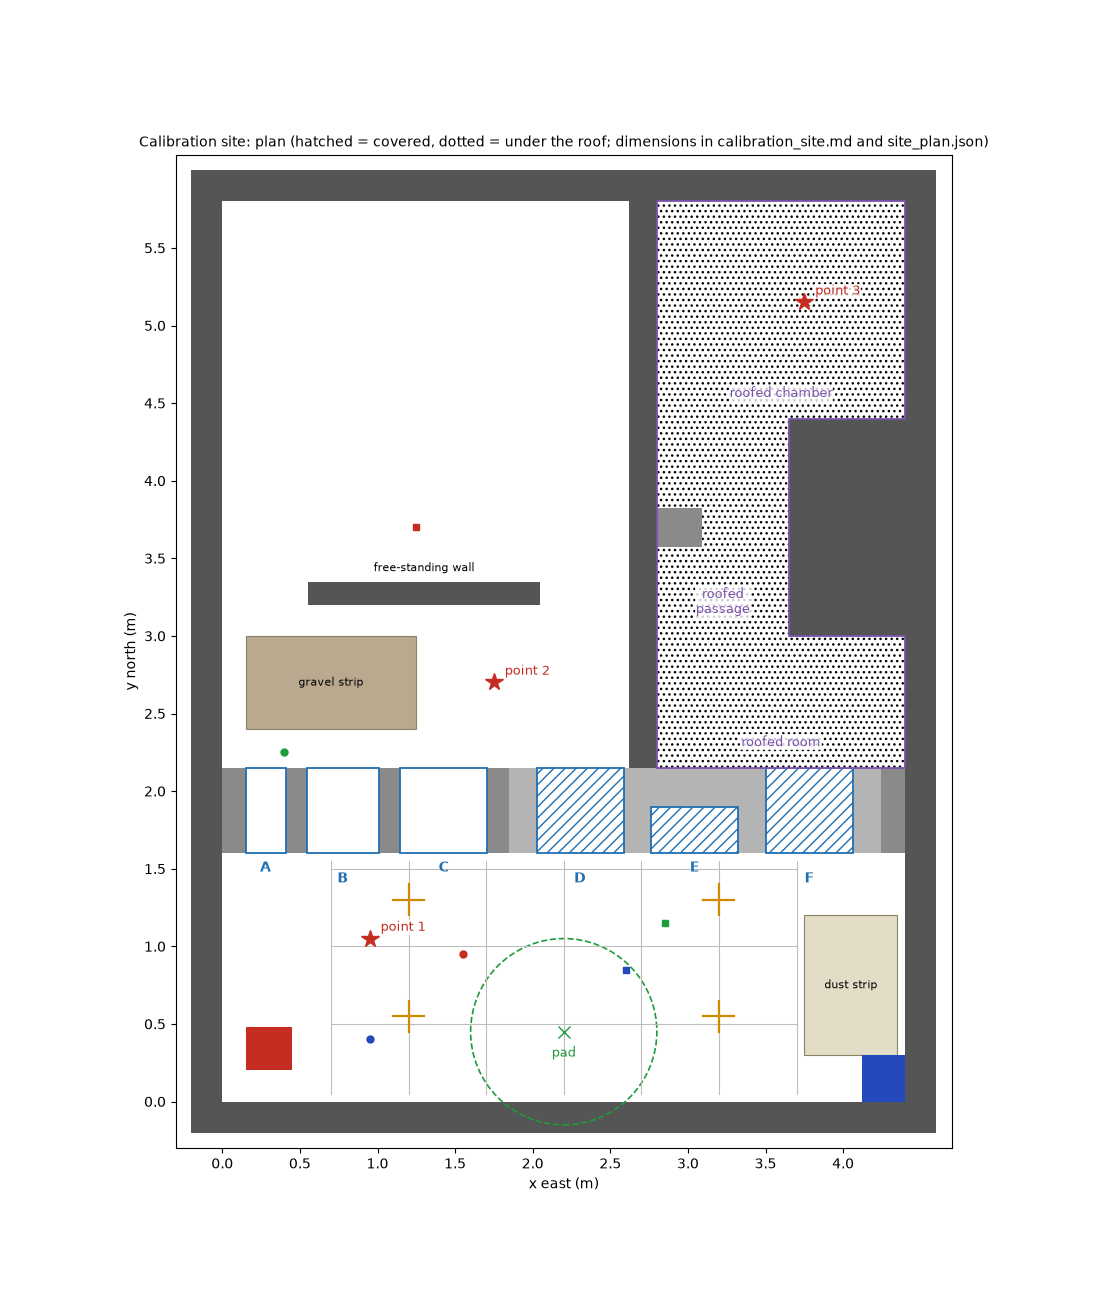 Calibration site: plan (hatched = covered, dotted = under the roof; dimensions in calibration_site.md and site_plan.json)
5.5
5.0
4.5
4.0
3.5
3.0
2.5
2.0
1.5
1.0
0.5
0.0
y north (m)
point 3
roofed chamber
free-standing wall
roofed
passage
point 2
gravel strip
roofed room
A
B
C
D
E
F
point 1
dust strip
pad
0.0
0.5
1.0
1.5
2.0
2.5
3.0
3.5
4.0
x east (m)